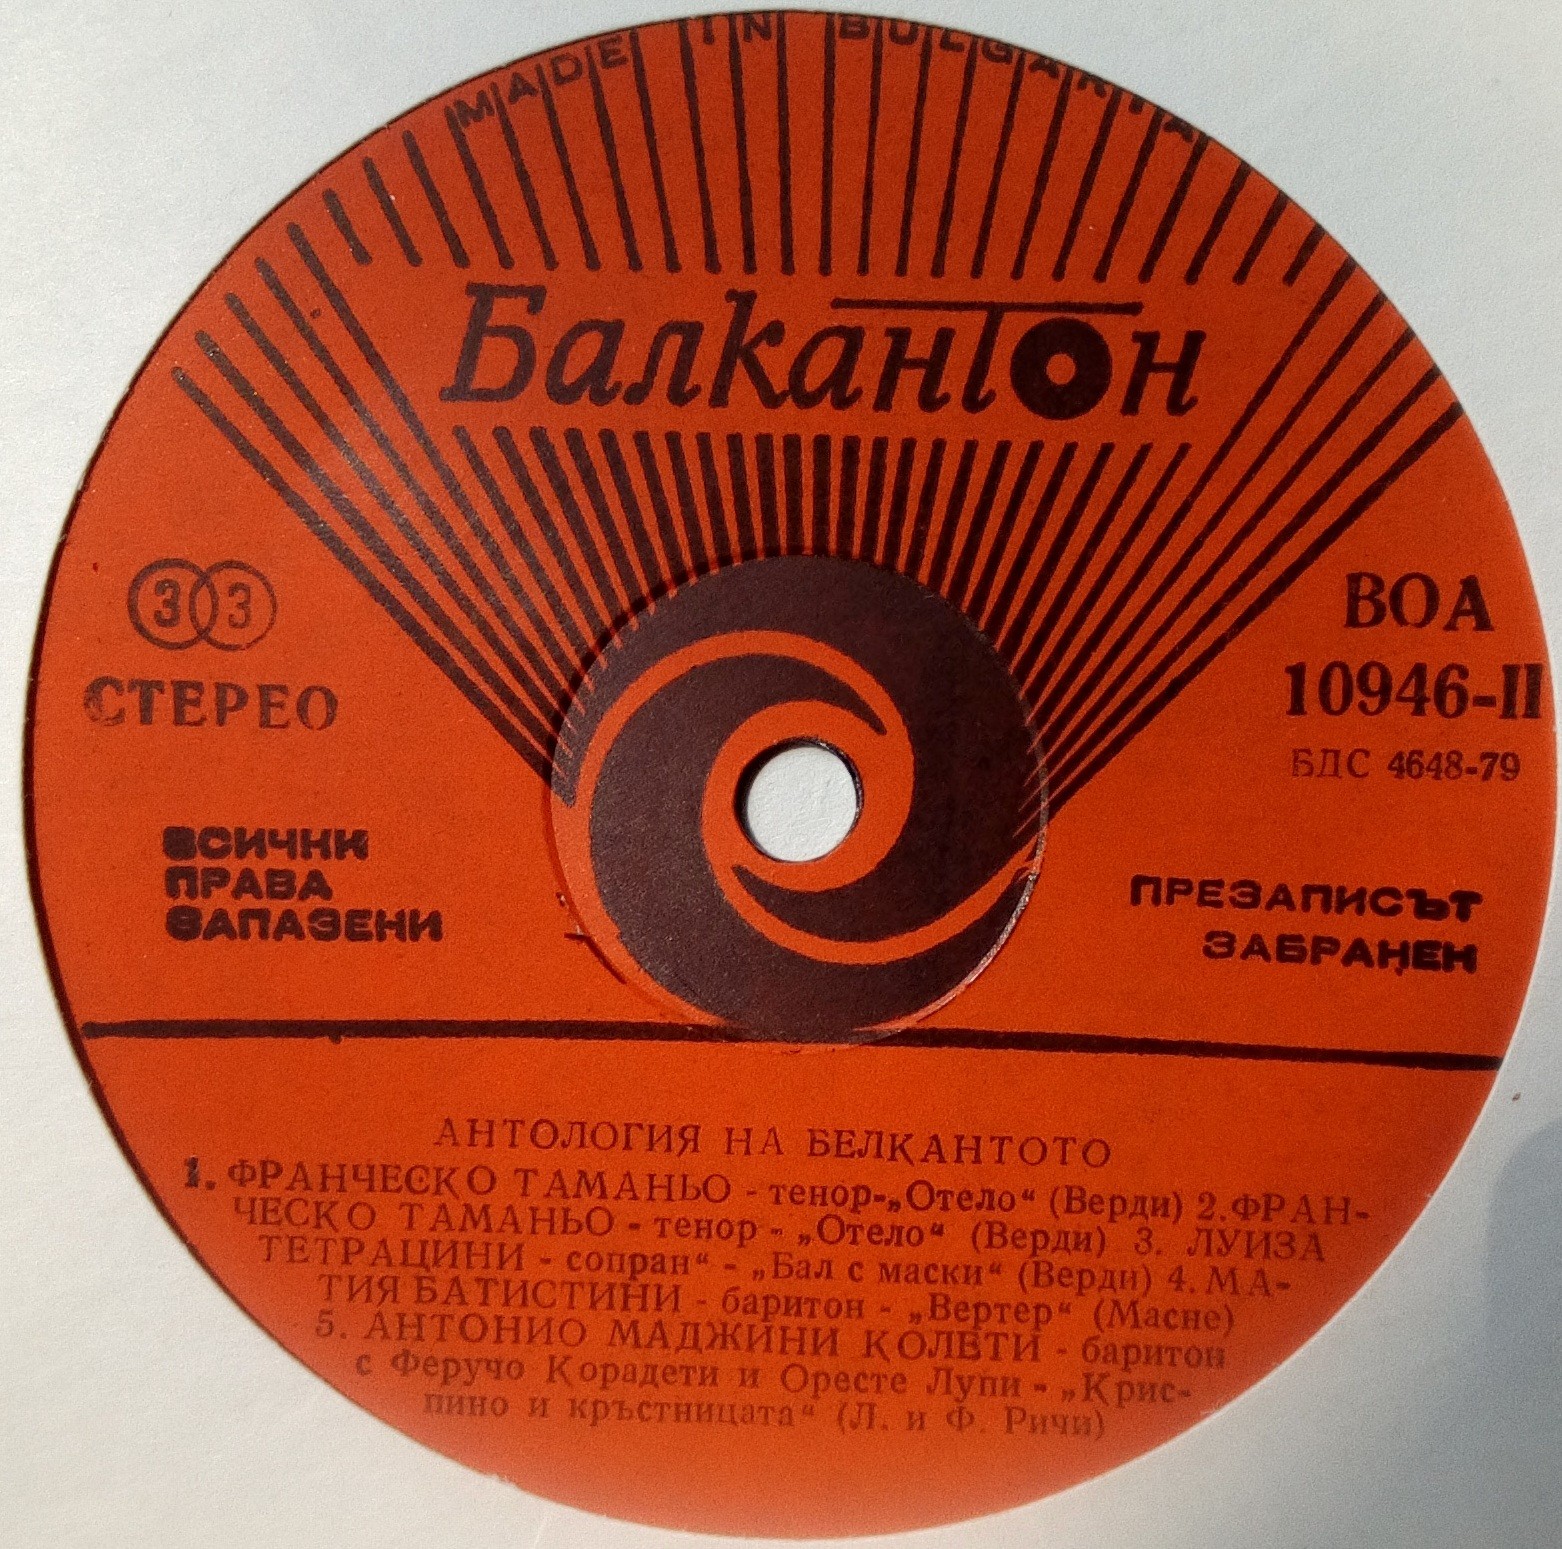 MADE IN BULGARIA
Балкантон
33
СТЕРЕО
ВОА
10946-II
БДС 4648-79
ВСИЧКИ
ПРАВА
ЗАПАЗЕНИ
ПРЕЗАПИСЪТ
ЗАБРАНЕН
АНТОЛОГИЯ НА БЕЛКАНТОТО
1. ФРАНЧЕСКО ТАМАНЬО - тенор-„Отело“ (Верди) 2.ФРАН-
ЧЕСКО ТАМАНЬО - тенор - „Отело“ (Верди) 3. ЛУИЗА
ТЕТРАЦИНИ - сопран“ - „Бал с маски“ (Верди) 4. МА-
ТИЯ БАТИСТИНИ - баритон - „Вертер“ (Масне)
5. АНТОНИО МАДЖИНИ КОЛЕТИ - баритон
с Феручо Корадети и Оресте Лупи - „Крис-
пино и кръстницата“ (Л. и Ф. Ричи)